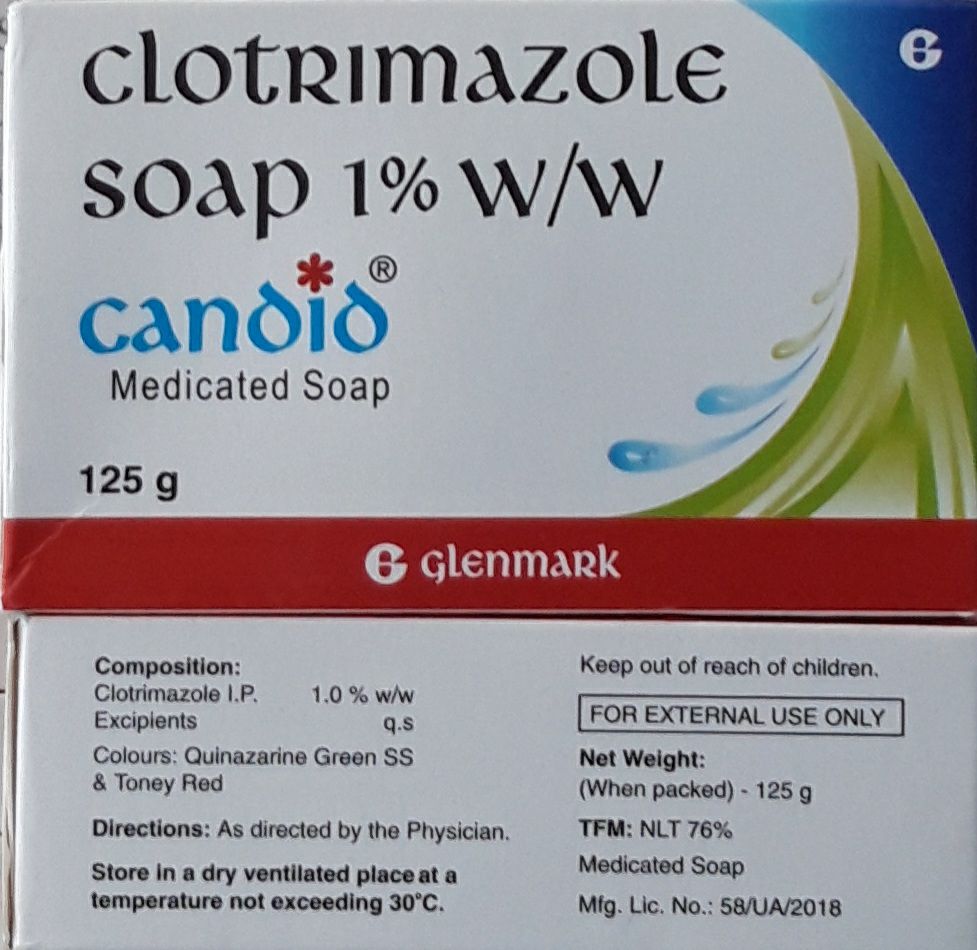 CLOTRIMAZOLE
SOAP 1% W/W
candid®
Medicated Soap
125 g
G GLENMARK
Composition:
Clotrimazole I.P. 1.0 % w/w
Excipients q.s
Colours: Quinazarine Green SS
& Toney Red
Directions: As directed by the Physician.
Store in a dry ventilated place at a
temperature not exceeding 30°C.
Keep out of reach of children.
FOR EXTERNAL USE ONLY
Net Weight:
(When packed) - 125 g
TFM: NLT 76%
Medicated Soap
Mfg. Lic. No.: 58/UA/2018